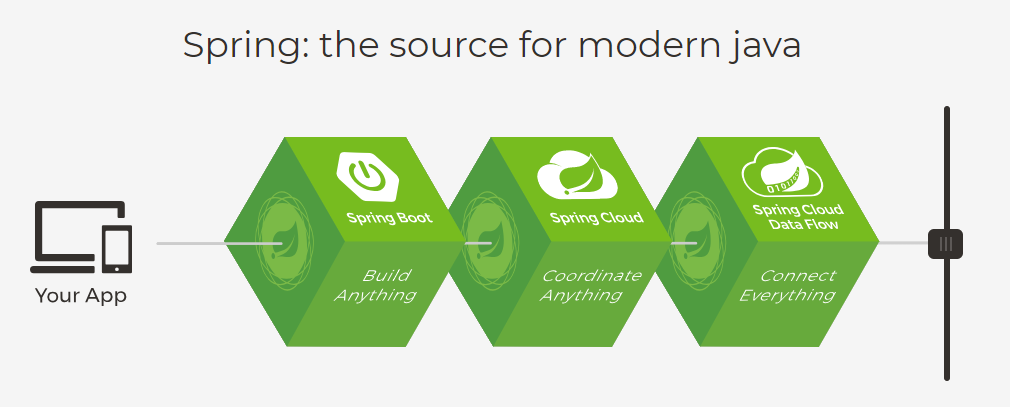 Spring: the source for modern java
Your App
Spring Boot
Build
Anything
Spring Cloud
Coordinate
Anything
Spring Cloud
Data Flow
Connect
Everything